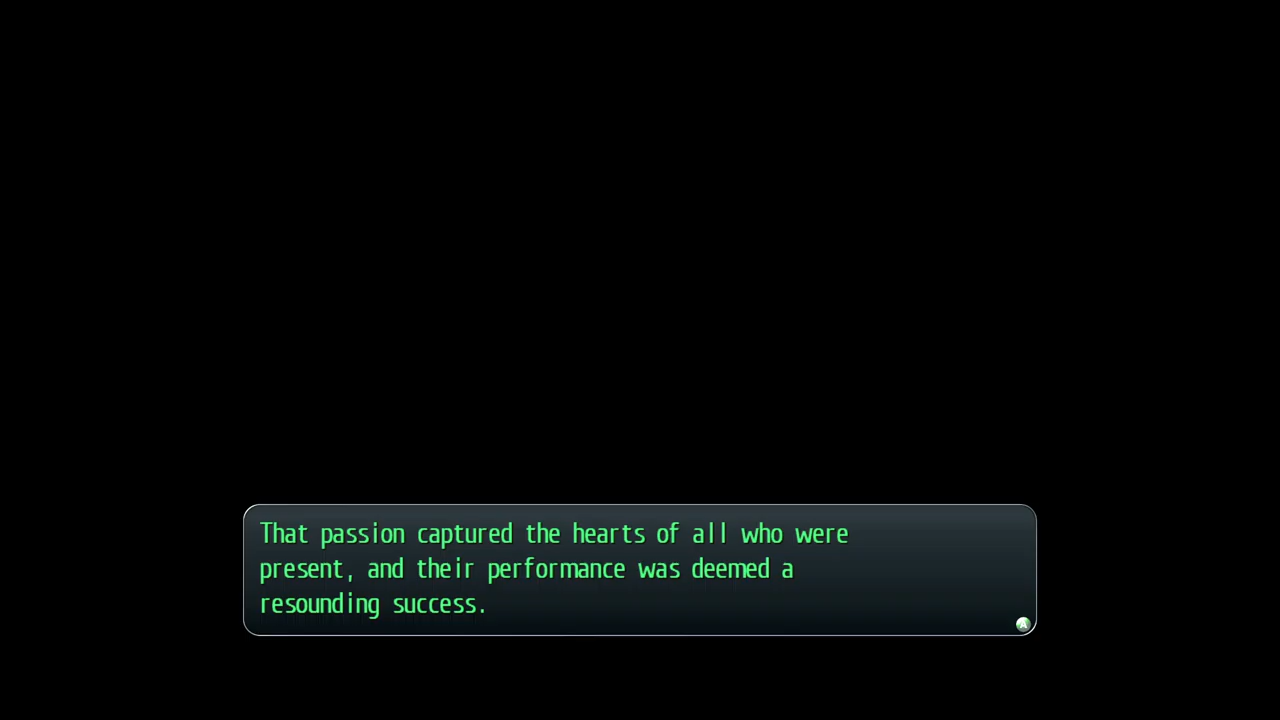 That passion captured the hearts of all who were
present, and their performance was deemed a
resounding success.
A